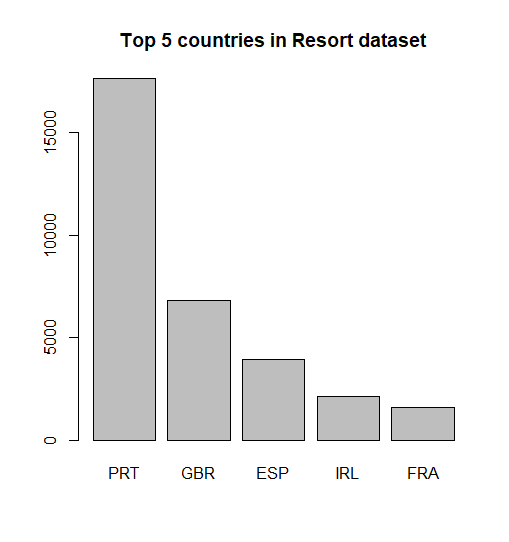 Top 5 countries in Resort dataset
15000
10000
5000
0
PRT GBR ESP IRL FRA